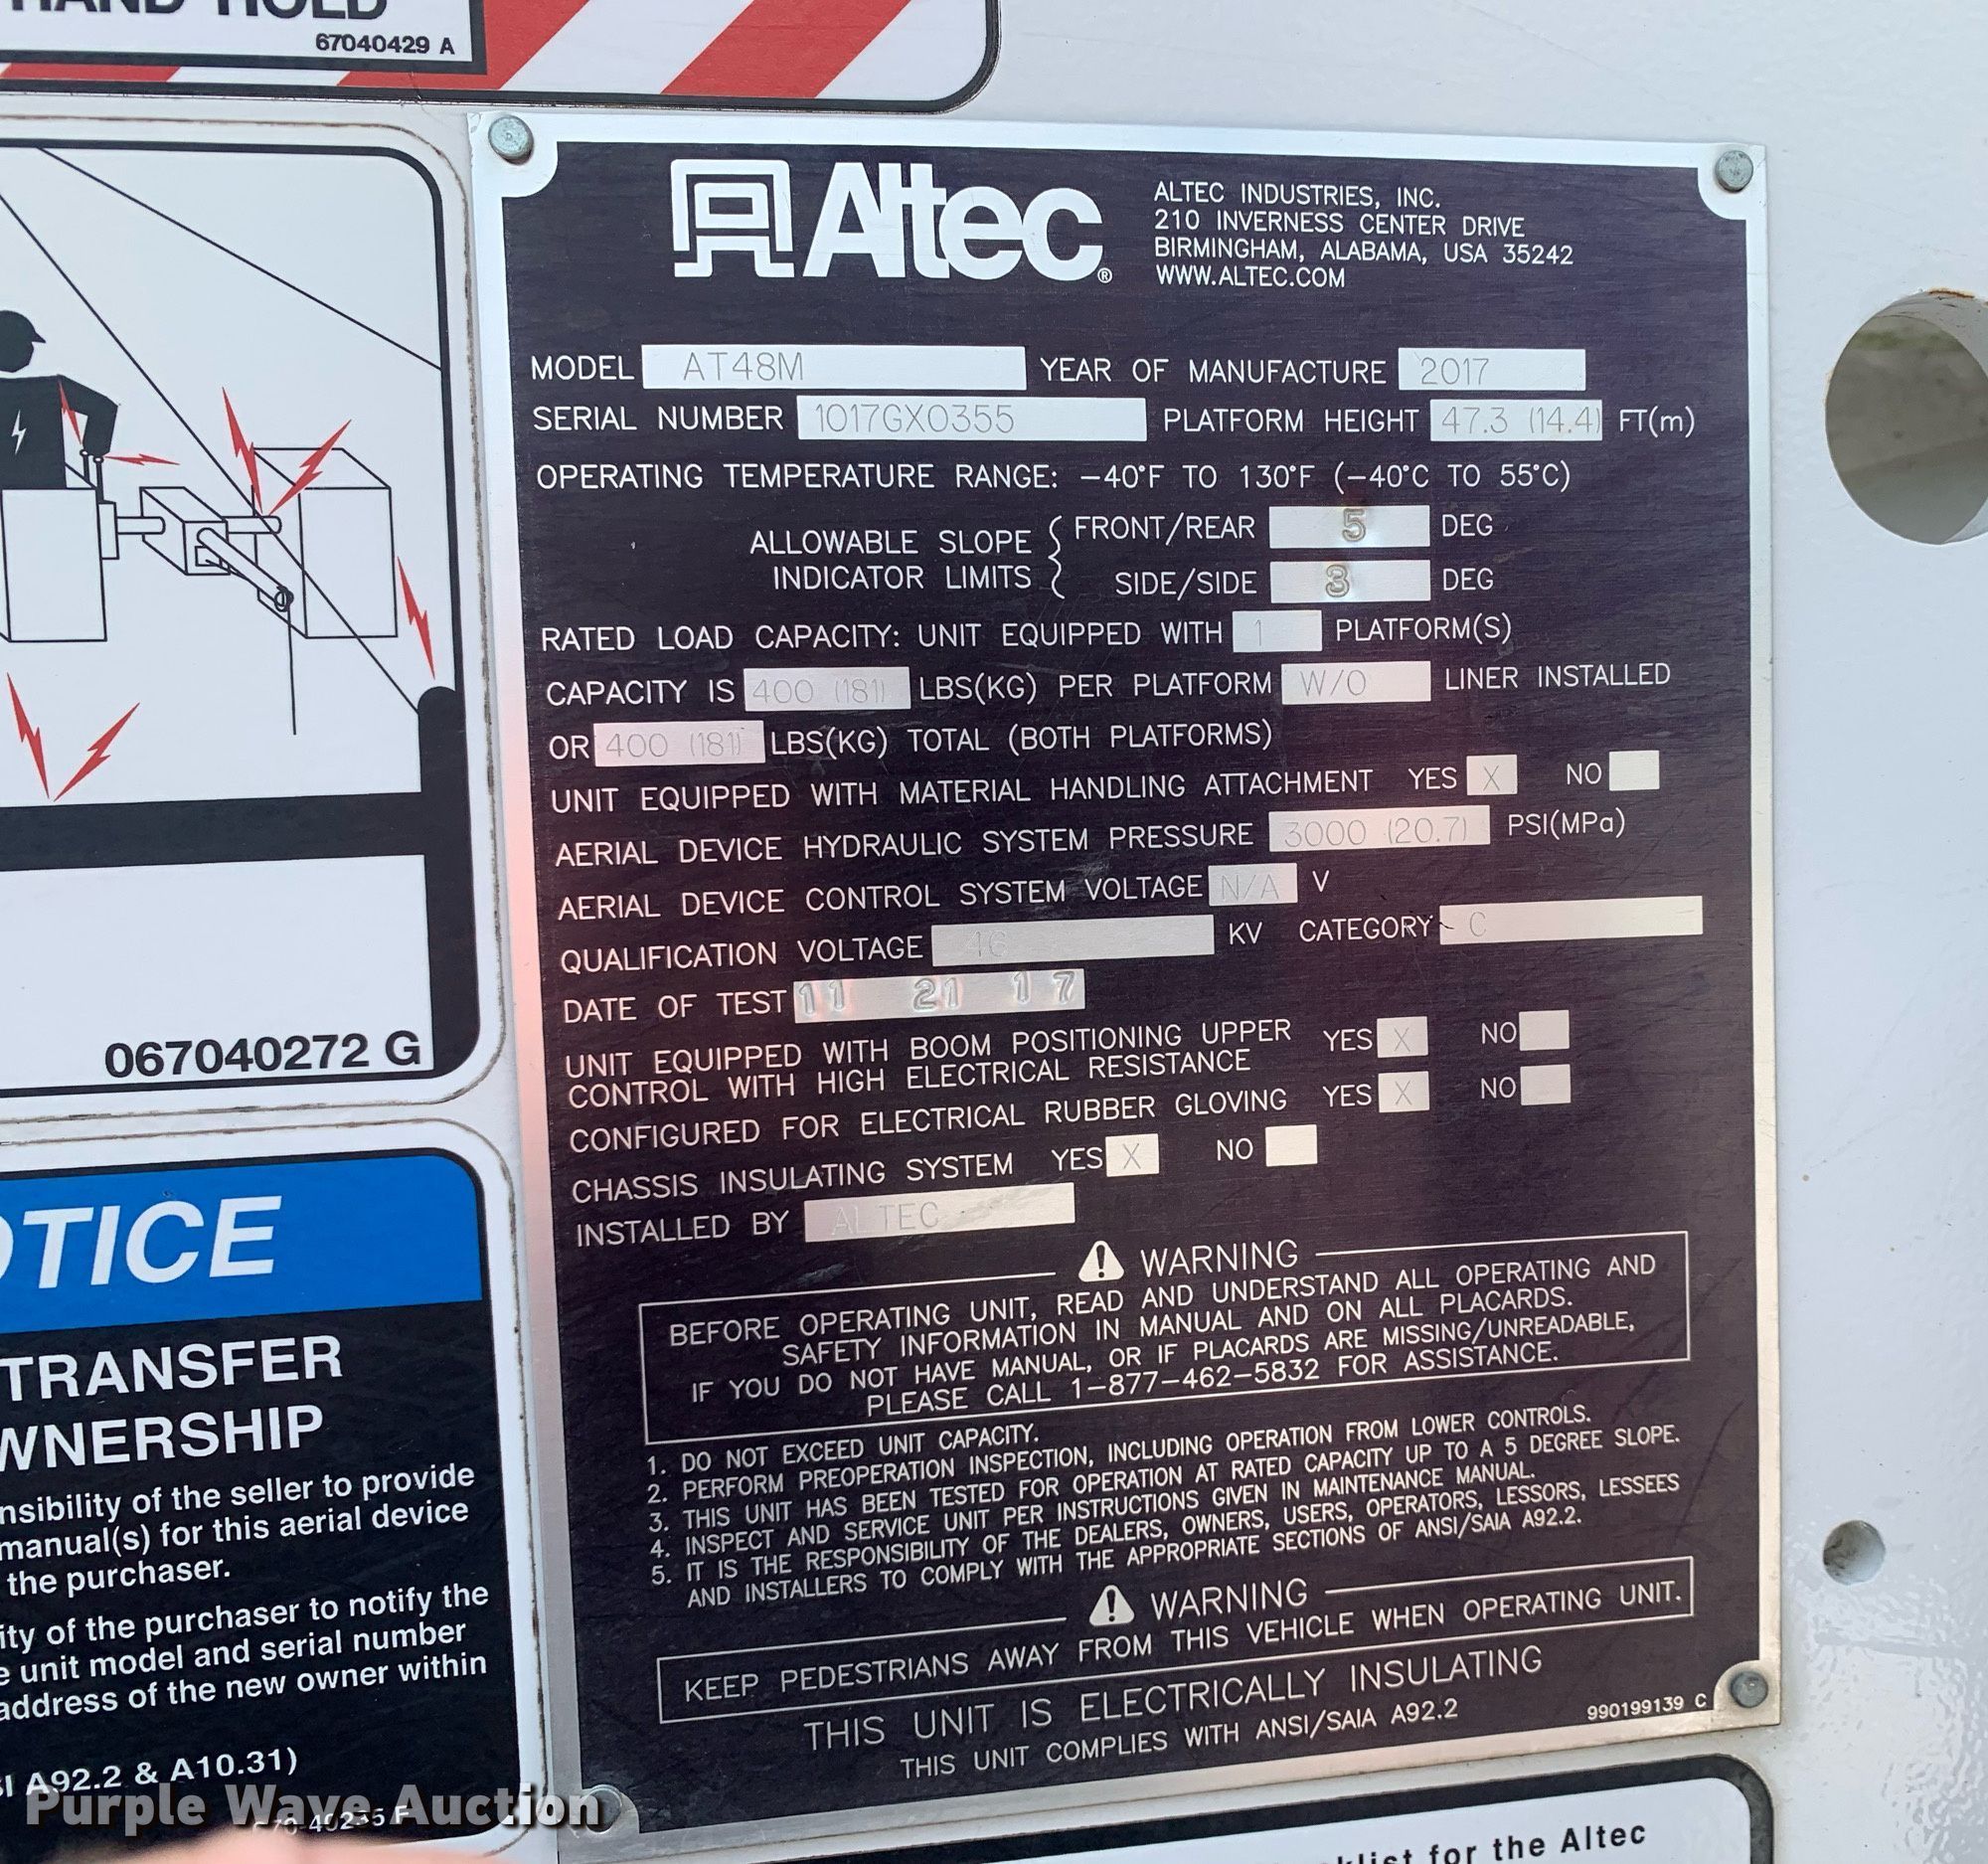 HAND HOLD
67040429 A
Altec®
ALTEC INDUSTRIES, INC.
210 INVERNESS CENTER DRIVE
BIRMINGHAM, ALABAMA, USA 35242
WWW.ALTEC.COM
MODEL AT48M YEAR OF MANUFACTURE 2017
SERIAL NUMBER 1017GX0355 PLATFORM HEIGHT 47.3 (14.4) FT(m)
OPERATING TEMPERATURE RANGE: -40°F TO 130°F (-40°C TO 55°C)
ALLOWABLE SLOPE INDICATOR LIMITS
FRONT/REAR 5 DEG
SIDE/SIDE 3 DEG
RATED LOAD CAPACITY: UNIT EQUIPPED WITH 1 PLATFORM(S)
CAPACITY IS 400 (181) LBS(KG) PER PLATFORM W/O LINER INSTALLED
OR 400 (181) LBS(KG) TOTAL (BOTH PLATFORMS)
UNIT EQUIPPED WITH MATERIAL HANDLING ATTACHMENT YES X NO
AERIAL DEVICE HYDRAULIC SYSTEM PRESSURE 3000 (20.7) PSI(MPa)
AERIAL DEVICE CONTROL SYSTEM VOLTAGE N/A V
QUALIFICATION VOLTAGE 46 KV CATEGORY C
DATE OF TEST 11 21 17
UNIT EQUIPPED WITH BOOM POSITIONING UPPER YES X NO
CONTROL WITH HIGH ELECTRICAL RESISTANCE
CONFIGURED FOR ELECTRICAL RUBBER GLOVING YES X NO
CHASSIS INSULATING SYSTEM YES X NO
INSTALLED BY ALTEC
WARNING
BEFORE OPERATING UNIT, READ AND UNDERSTAND ALL OPERATING AND
SAFETY INFORMATION IN MANUAL AND ON ALL PLACARDS.
IF YOU DO NOT HAVE MANUAL, OR IF PLACARDS ARE MISSING/UNREADABLE,
PLEASE CALL 1-877-462-5832 FOR ASSISTANCE.
1. DO NOT EXCEED UNIT CAPACITY.
2. PERFORM PREOPERATION INSPECTION, INCLUDING OPERATION FROM LOWER CONTROLS.
3. THIS UNIT HAS BEEN TESTED FOR OPERATION AT RATED CAPACITY UP TO A 5 DEGREE SLOPE.
4. INSPECT AND SERVICE UNIT PER INSTRUCTIONS GIVEN IN MAINTENANCE MANUAL.
5. IT IS THE RESPONSIBILITY OF THE DEALERS, OWNERS, USERS, OPERATORS, LESSORS, LESSEES
AND INSTALLERS TO COMPLY WITH THE APPROPRIATE SECTIONS OF ANSI/SAIA A92.2.
WARNING
KEEP PEDESTRIANS AWAY FROM THIS VEHICLE WHEN OPERATING UNIT.
THIS UNIT IS ELECTRICALLY INSULATING
THIS UNIT COMPLIES WITH ANSI/SAIA A92.2
990199139 C
067040272 G
OTICE
TRANSFER
WNERSHIP
nsibility of the seller to provide
manual(s) for this aerial device
the purchaser.
ity of the purchaser to notify the
e unit model and serial number
address of the new owner within
SI A92.2 & A10.31)
Purple Wave Auction
klist for the Altec